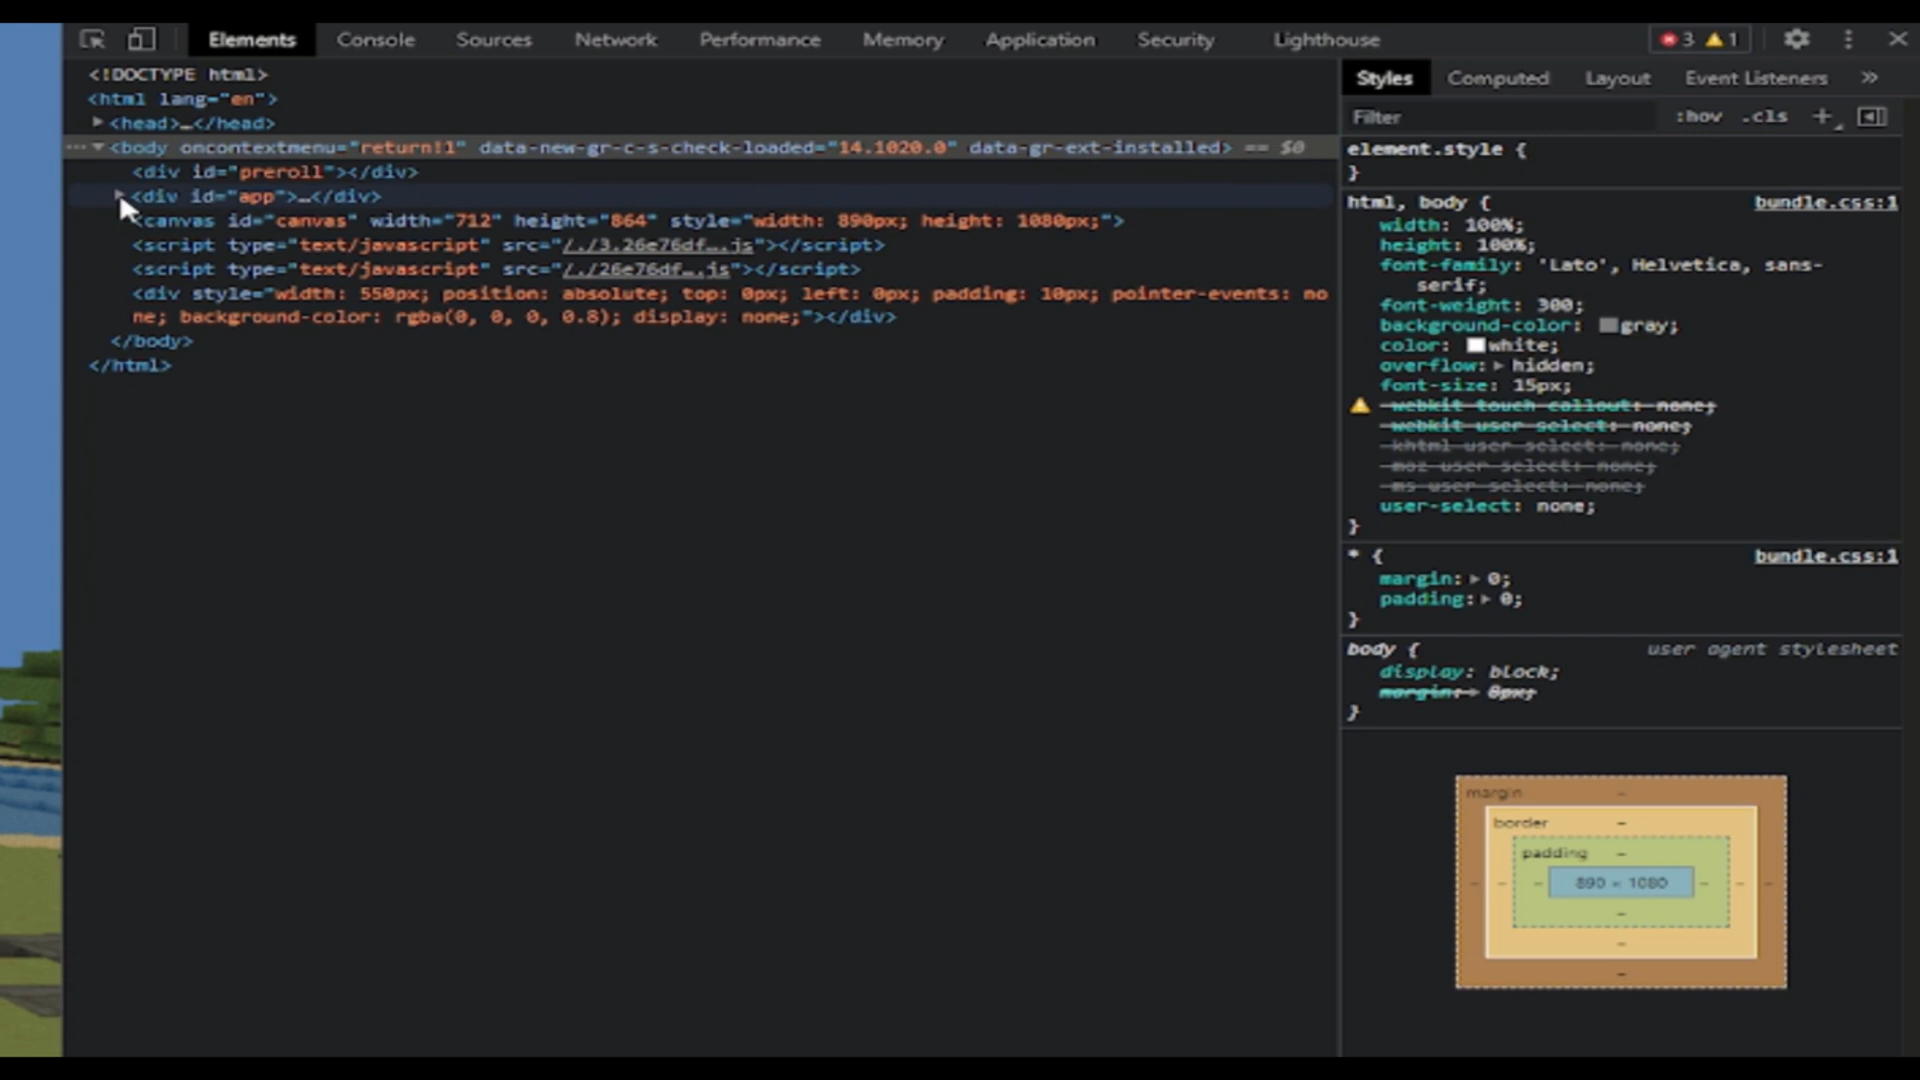 Elements Console Sources Network Performance Memory Application Security Lighthouse 3 1
<!DOCTYPE html>
<html lang="en">
<head>…</head>
<body oncontextmenu="return!1" data-new-gr-c-s-check-loaded="14.1020.0" data-gr-ext-installed> == $0
<div id="preroll"></div>
<div id="app">…</div>
<canvas id="canvas" width="712" height="864" style="width: 890px; height: 1080px;">
<script type="text/javascript" src="/./3.26e76df….js"></script>
<script type="text/javascript" src="/./26e76df….js"></script>
<div style="width: 550px; position: absolute; top: 0px; left: 0px; padding: 10px; pointer-events: no
ne; background-color: rgba(0, 0, 0, 0.8); display: none;"></div>
</body>
</html>
Styles Computed Layout Event Listeners »
Filter :hov .cls +
element.style {
}
html, body { bundle.css:1
width: 100%;
height: 100%;
font-family: 'Lato', Helvetica, sans-
serif;
font-weight: 300;
background-color: gray;
color: white;
overflow: hidden;
font-size: 15px;
-webkit-touch-callout: none;
-webkit-user-select: none;
-khtml-user-select: none;
-moz-user-select: none;
-ms-user-select: none;
user-select: none;
}
* { bundle.css:1
margin: 0;
padding: 0;
}
body { user agent stylesheet
display: block;
margin: 8px;
}
margin –
border –
padding –
– – – 890 × 1080 – – –
–
–
–